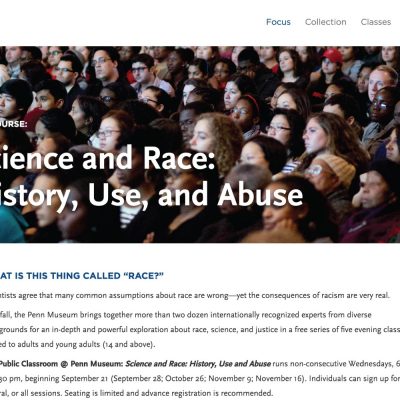 Focus Collection Classes
URSE:
ience and Race:
istory, Use, and Abuse
AT IS THIS THING CALLED “RACE?”
ntists agree that many common assumptions about race are wrong—yet the consequences of racism are very real.
fall, the Penn Museum brings together more than two dozen internationally recognized experts from diverse
grounds for an in-depth and powerful exploration about race, science, and justice in a free series of five evening class
ed to adults and young adults (14 and above).
Public Classroom @ Penn Museum: Science and Race: History, Use and Abuse runs non-consecutive Wednesdays, 6
30 pm, beginning September 21 (September 28; October 26; November 9; November 16). Individuals can sign up for
ral, or all sessions. Seating is limited and advance registration is recommended.